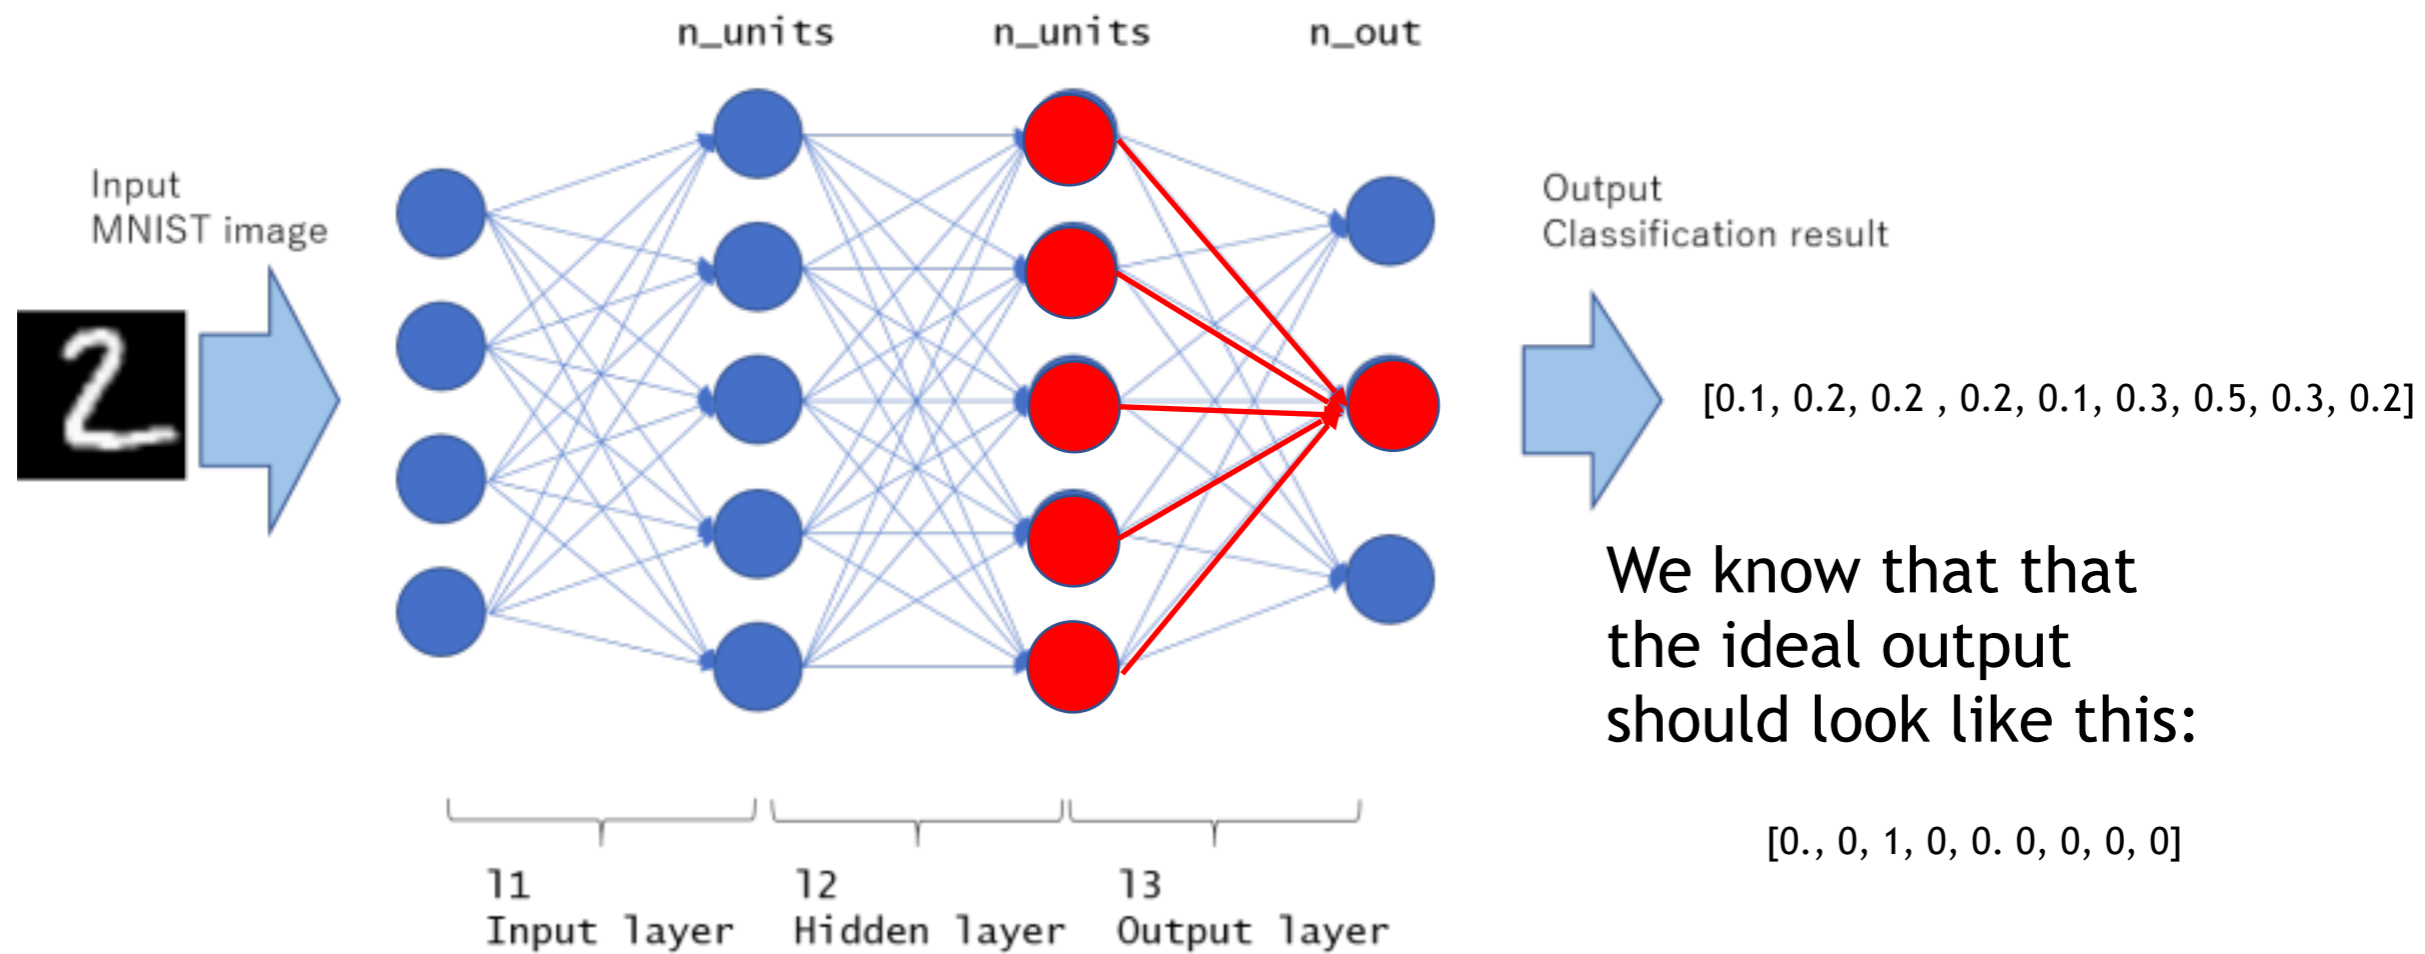 n_units
n_units
n_out
Input
MNIST image
2
Output
Classification result
[0.1, 0.2, 0.2 , 0.2, 0.1, 0.3, 0.5, 0.3, 0.2]
We know that that
the ideal output
should look like this:
[0., 0, 1, 0, 0. 0, 0, 0, 0]
l1
Input layer
l2
Hidden layer
l3
Output layer